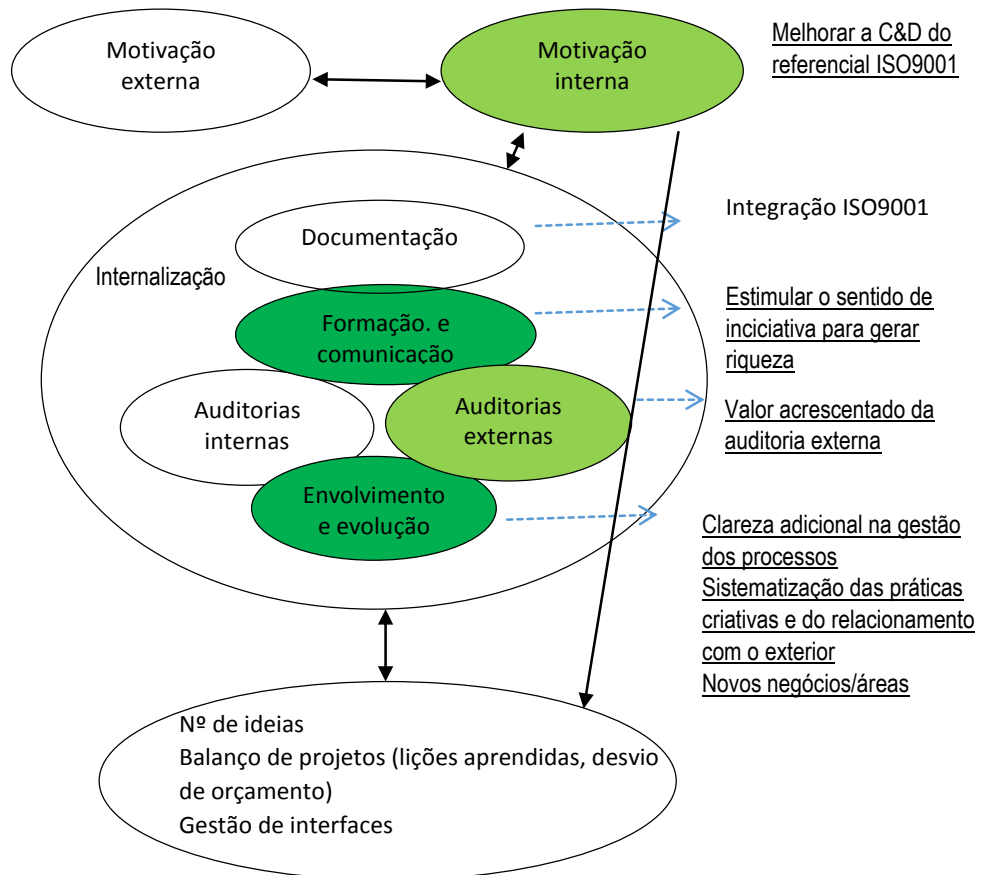 Motivação
externa
Motivação
interna
Melhorar a C&D do
referencial ISO9001
Internalização
Documentação
Integração ISO9001
Formação. e
comunicação
Estimular o sentido de
inciciativa para gerar
riqueza
Auditorias
internas
Auditorias
externas
Valor acrescentado da
auditoria externa
Envolvimento
e evolução
Clareza adicional na gestão
dos processos
Sistematização das práticas
criativas e do relacionamento
com o exterior
Novos negócios/áreas
Nº de ideias
Balanço de projetos (lições aprendidas, desvio
de orçamento)
Gestão de interfaces